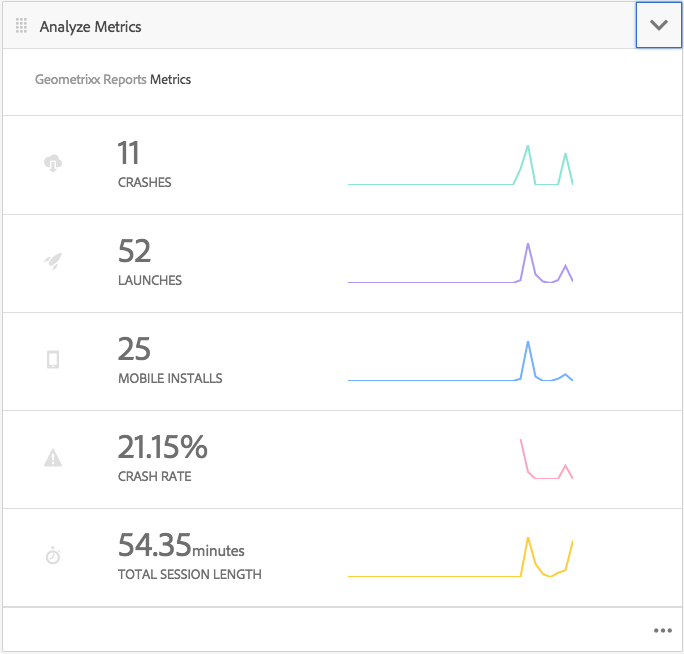 Analyze Metrics
Geometrixx Reports Metrics
11
CRASHES
52
LAUNCHES
25
MOBILE INSTALLS
21.15%
CRASH RATE
54.35minutes
TOTAL SESSION LENGTH